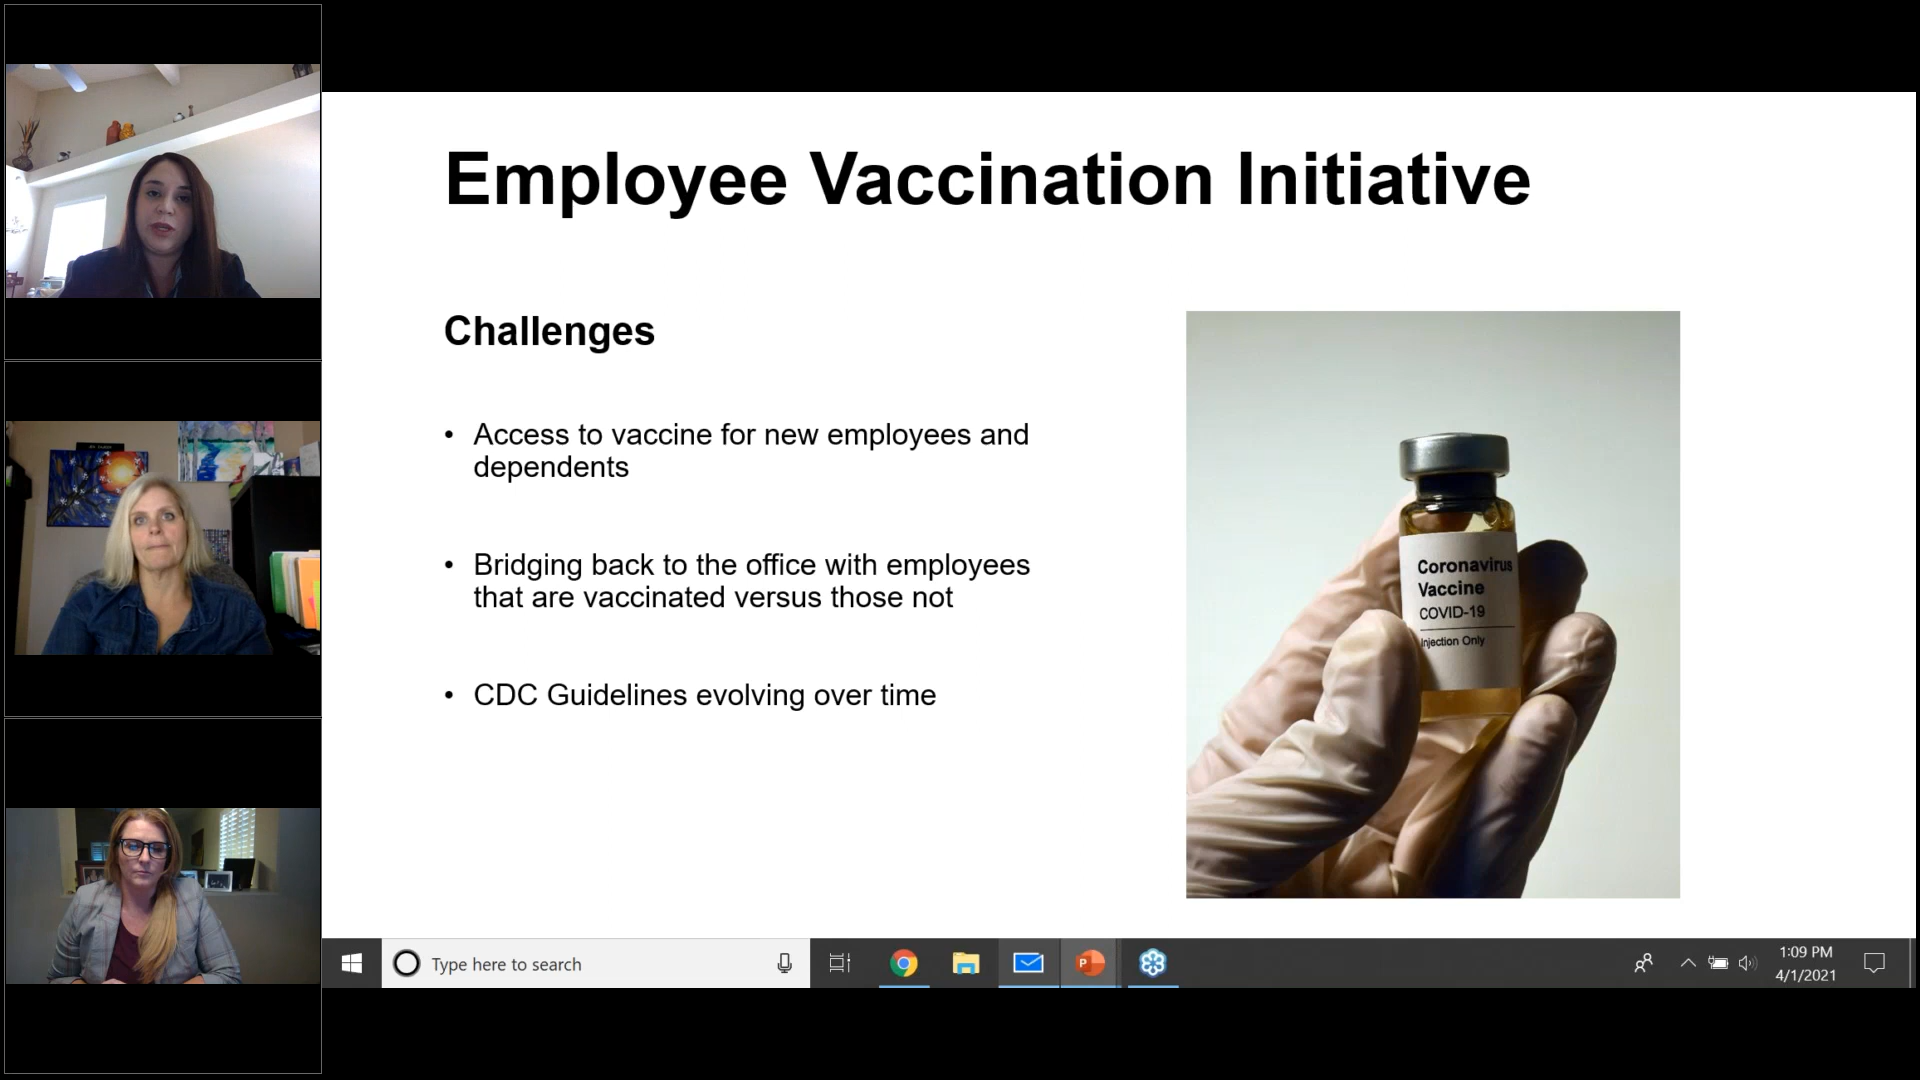 Employee Vaccination Initiative
Challenges
• Access to vaccine for new employees and
dependents
• Bridging back to the office with employees
that are vaccinated versus those not
• CDC Guidelines evolving over time
Coronavirus
Vaccine
COVID-19
Injection Only
Type here to search
P
1:09 PM
4/1/2021